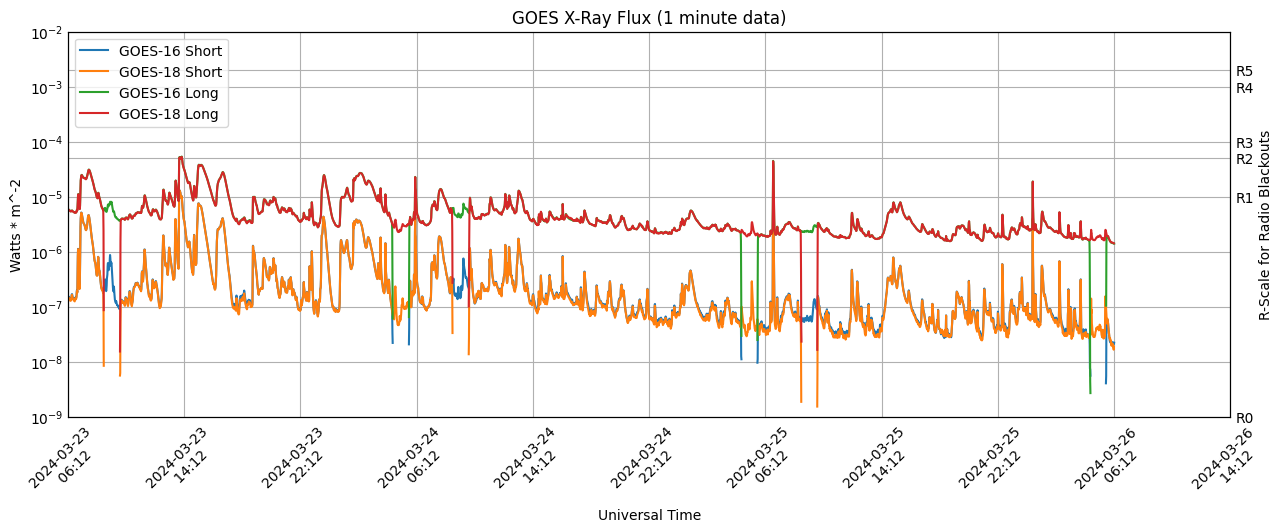 GOES X-Ray Flux (1 minute data)
GOES-16 Short
GOES-18 Short
GOES-16 Long
GOES-18 Long
Watts * m^-2
10⁻²
10⁻³
10⁻⁴
10⁻⁵
10⁻⁶
10⁻⁷
10⁻⁸
10⁻⁹
R5
R4
R3
R2
R1
R0
R-Scale for Radio Blackouts
2024-03-23
06:12
2024-03-23
14:12
2024-03-23
22:12
2024-03-24
06:12
2024-03-24
14:12
2024-03-24
22:12
2024-03-25
06:12
2024-03-25
14:12
2024-03-25
22:12
2024-03-26
06:12
2024-03-26
14:12
Universal Time